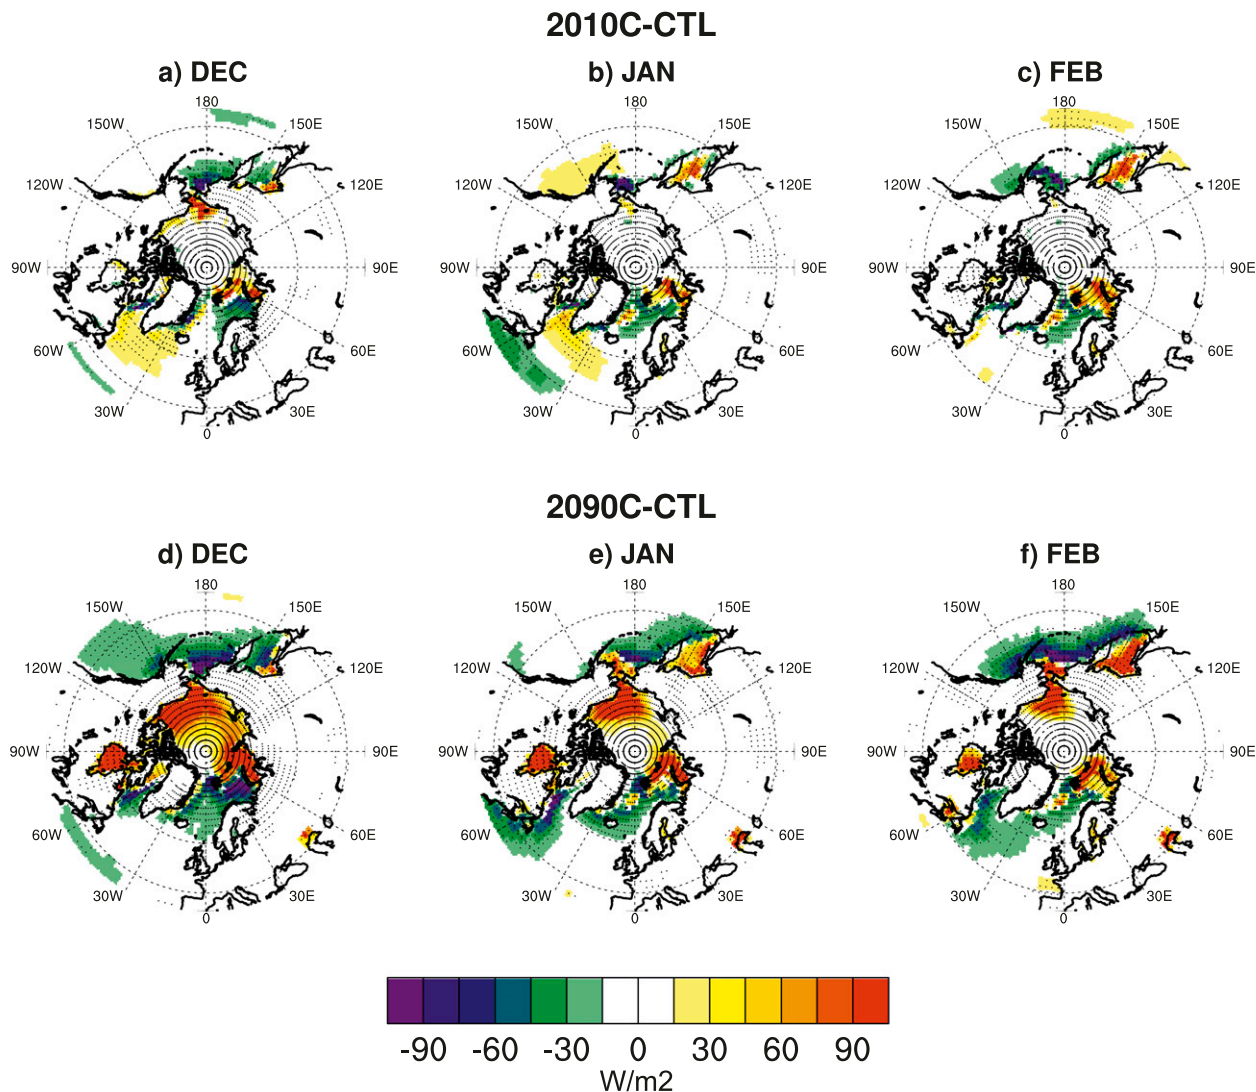 2010C-CTL
a) DEC
b) JAN
c) FEB
180 180 180
150W 150E 150W 150E 150W 150E
120W 120E 120W 120E 120W 120E
90W 90E 90W 90E 90W 90E
60W 60E 60W 60E 60W 60E
30W 30E 30W 30E 30W 30E
0 0 0
2090C-CTL
d) DEC
e) JAN
f) FEB
180 180 180
150W 150E 150W 150E 150W 150E
120W 120E 120W 120E 120W 120E
90W 90E 90W 90E 90W 90E
60W 60E 60W 60E 60W 60E
30W 30E 30W 30E 30W 30E
0 0 0
-90 -60 -30 0 30 60 90
W/m2